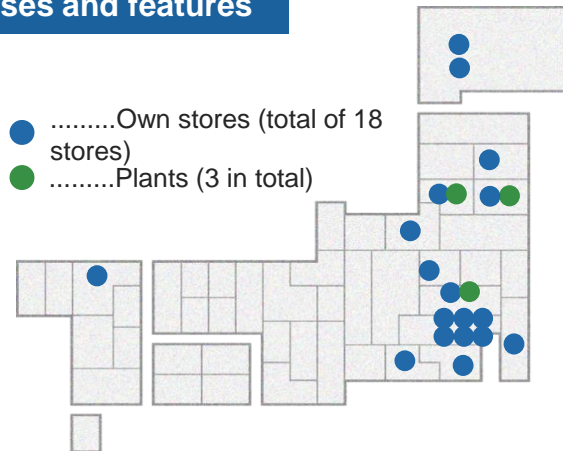 ses and features
.........Own stores (total of 18
stores)
.........Plants (3 in total)